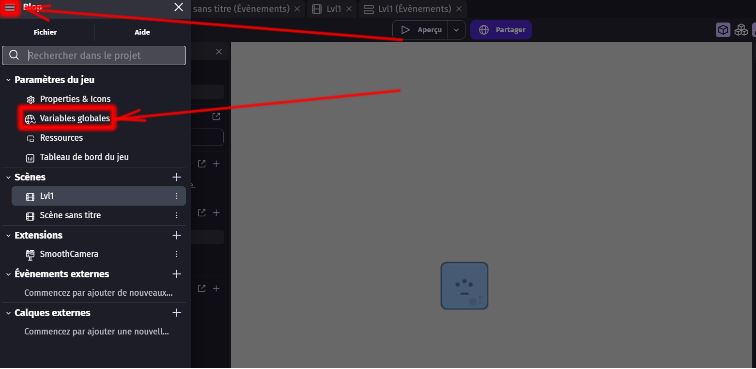 Blop
sans titre (Évènements) × Lvl1 × Lvl1 (Évènements) ×
Fichier Aide
Aperçu Partager
Rechercher dans le projet
Paramètres du jeu
Properties & Icons
Variables globales
Ressources
Tableau de bord du jeu
Scènes
Lvl1
Scène sans titre
Extensions
SmoothCamera
Évènements externes
Commencez par ajouter de nouveaux...
Calques externes
Commencez par ajouter une nouvell...